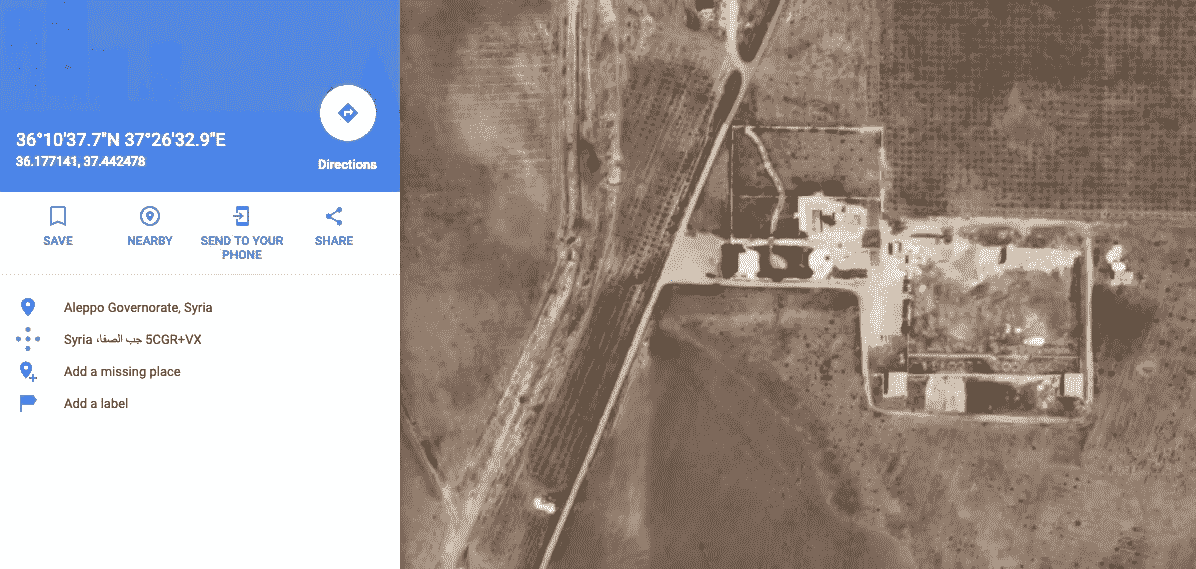 36°10'37.7"N 37°26'32.9"E
36.177141, 37.442478
Directions
SAVE
NEARBY
SEND TO YOUR
PHONE
SHARE
Aleppo Governorate, Syria
Syria جب الصفا، 5CGR+VX
Add a missing place
Add a label